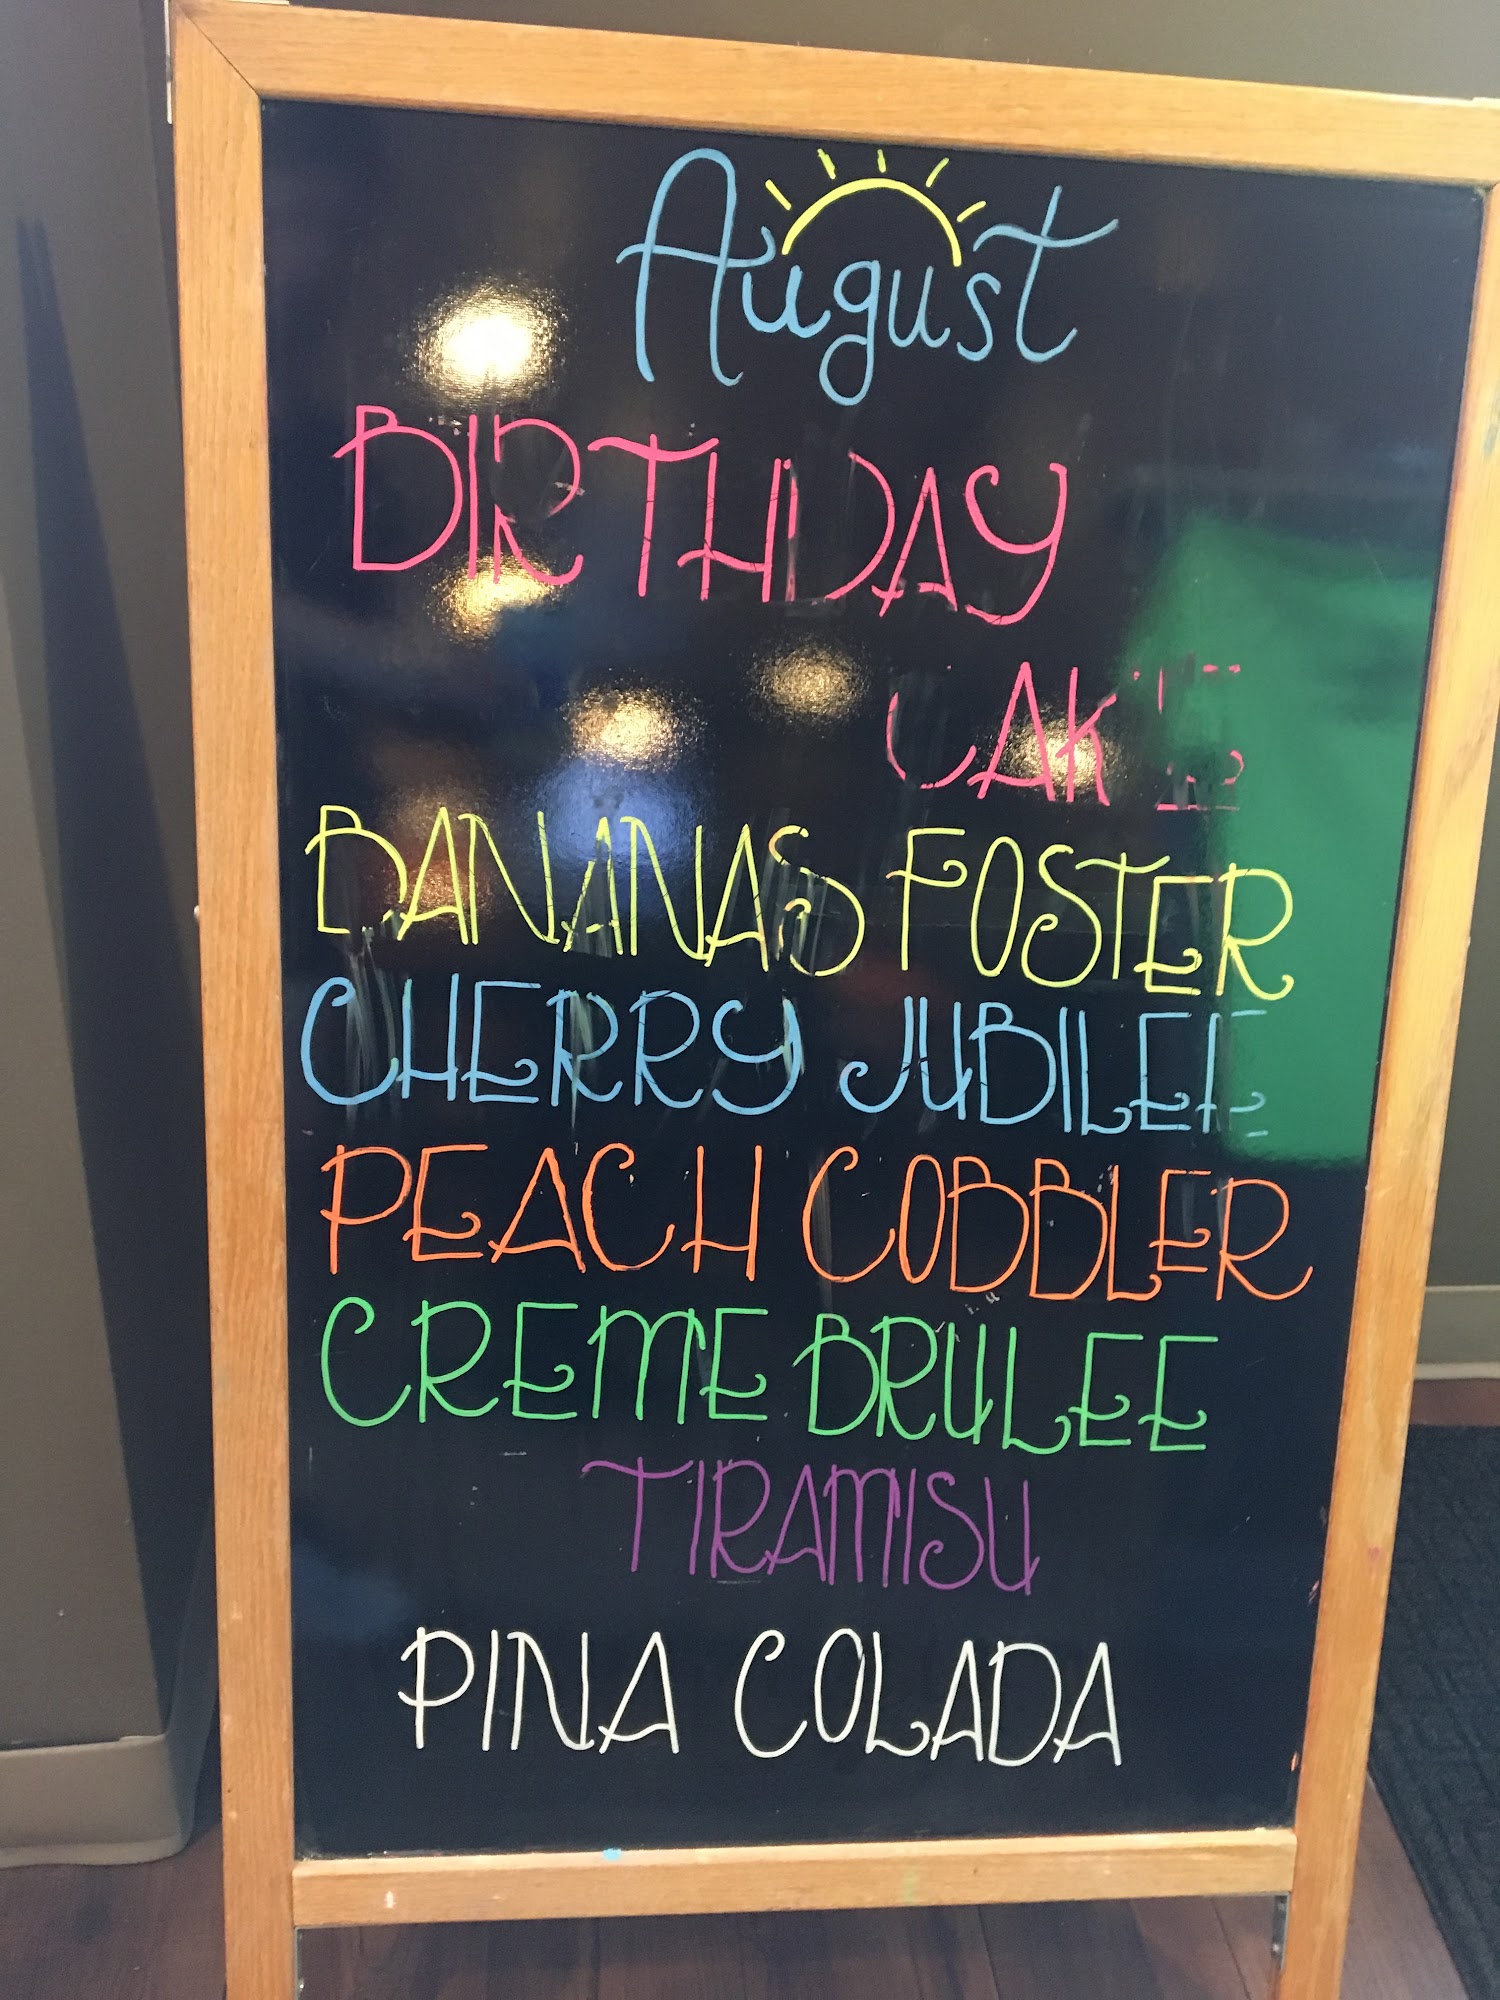 August
BIRTHDAY
CAKE
BANANAS FOSTER
CHERRY JUBILEE
PEACH COBBLER
CREME BRULEE
TIRAMISU
PINA COLADA